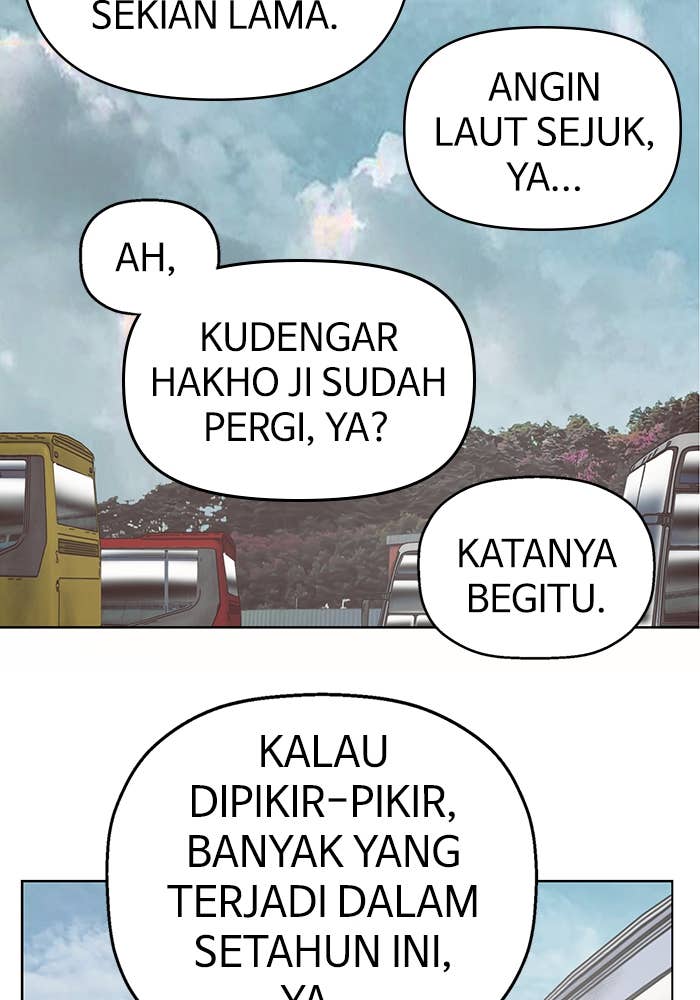 SEKIAN LAMA.
ANGIN
LAUT SEJUK,
YA...
AH,
KUDENGAR
HAKHO JI SUDAH
PERGI, YA?
KATANYA
BEGITU.
KALAU
DIPIKIR-PIKIR,
BANYAK YANG
TERJADI DALAM
SETAHUN INI,
YA